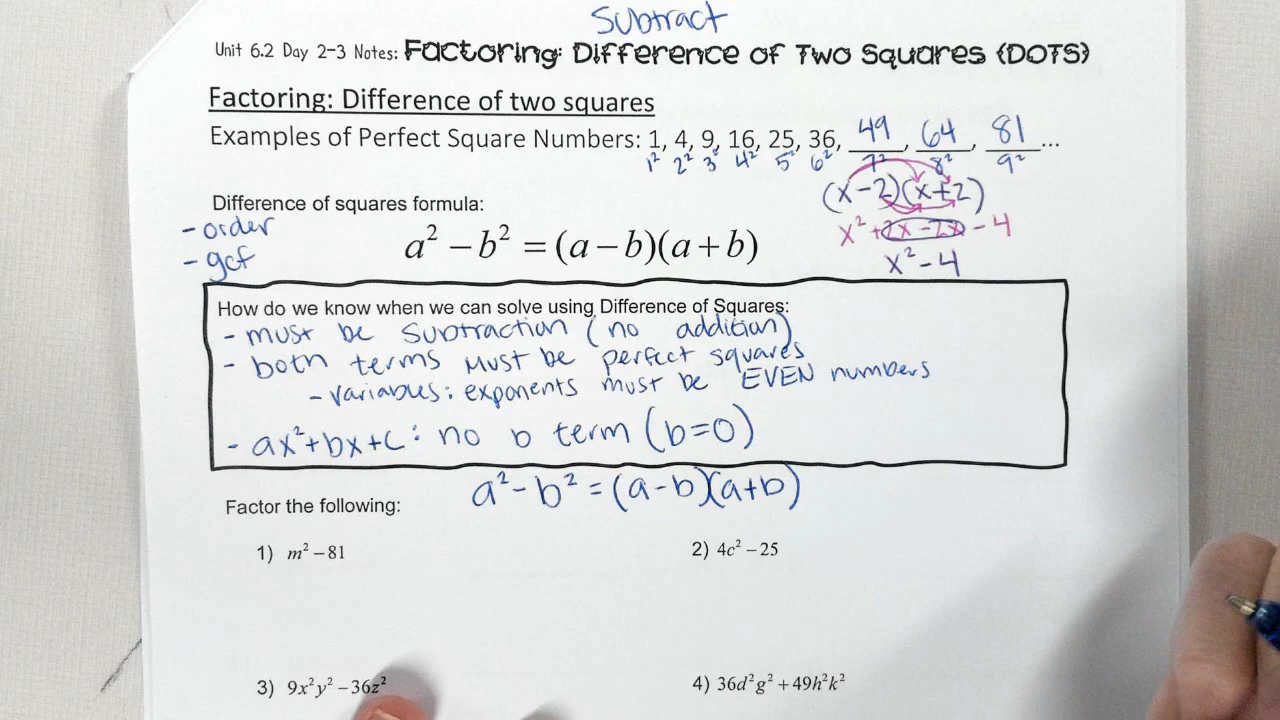 Subtract
Unit 6.2 Day 2-3 Notes: Factoring: Difference of Two Squares (DOTS)
Factoring: Difference of two squares
Examples of Perfect Square Numbers: 1, 4, 9, 16, 25, 36, 49, 64, 81...
1² 2² 3² 4² 5² 6² 7² 8² 9²
(x-2)(x+2)
Difference of squares formula:
- order
x²+2x-2x-4
a² – b² = (a – b)(a + b)
- gcf
x²-4
How do we know when we can solve using Difference of Squares:
- must be subtraction (no addition)
- both terms must be perfect squares
- variables: exponents must be EVEN numbers
- ax²+bx+c: no b term (b=0)
a²-b²=(a-b)(a+b)
Factor the following:
1) m² – 81
2) 4c² – 25
3) 9x²y² – 36z²
4) 36d²g² + 49h²k²